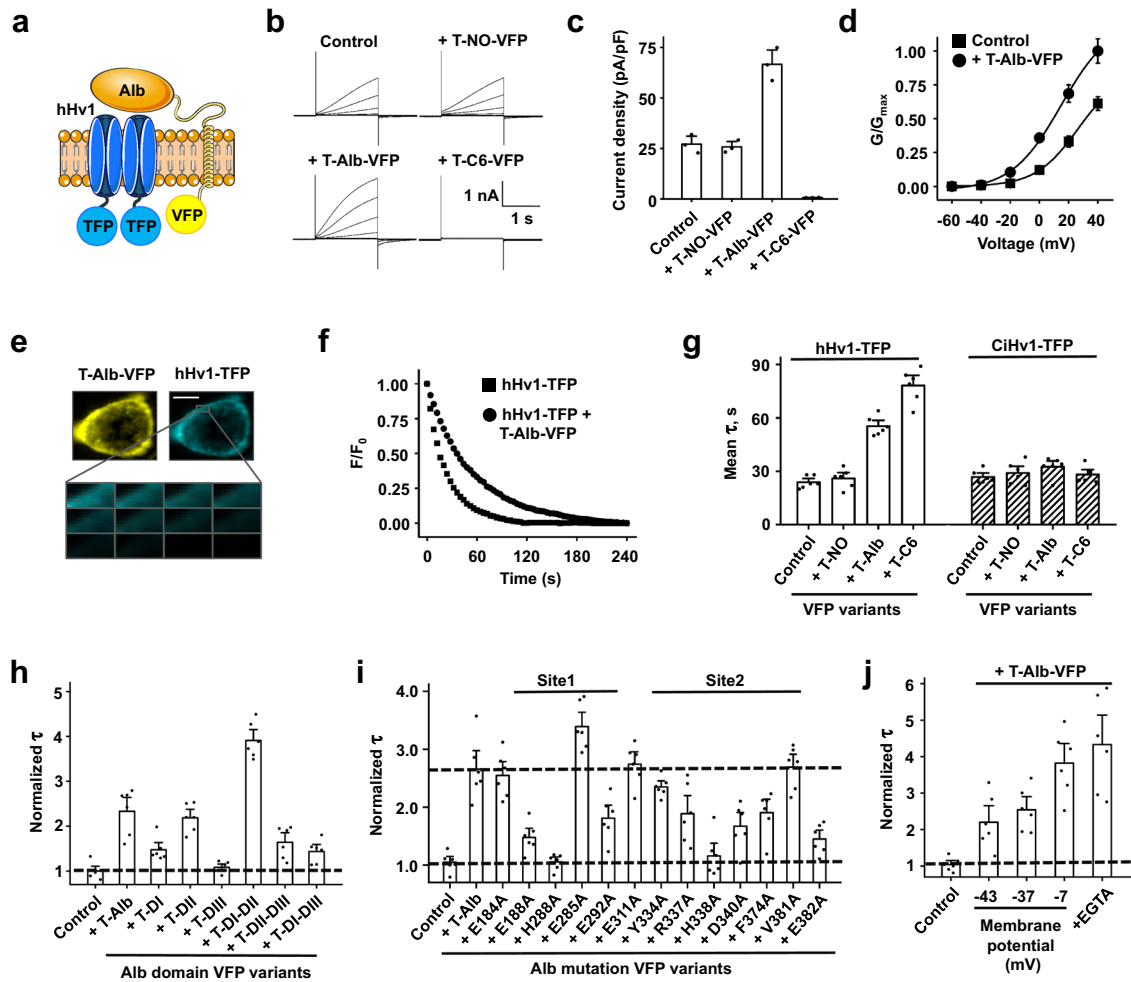 a
Alb
hHv1
TFP
TFP
VFP
b
Control
+ T-NO-VFP
+ T-Alb-VFP
+ T-C6-VFP
1 nA
1 s
c
Current density (pA/pF)
75
50
25
0
Control
+ T-NO-VFP
+ T-Alb-VFP
+ T-C6-VFP
d
Control
+ T-Alb-VFP
G/Gmax
1.00
0.75
0.50
0.25
0.00
-60 -40 -20 0 20 40
Voltage (mV)
e
T-Alb-VFP
hHv1-TFP
f
hHv1-TFP
hHv1-TFP +
T-Alb-VFP
F/F0
1.00
0.75
0.50
0.25
0.00
0 60 120 180 240
Time (s)
g
hHv1-TFP
CiHv1-TFP
Mean τ, s
90
60
30
0
Control
+ T-NO
+ T-Alb
+ T-C6
VFP variants
Control
+ T-NO
+ T-Alb
+ T-C6
VFP variants
h
Normalized τ
5
4
3
2
1
Control
+ T-Alb
+ T-DI
+ T-DII
+ T-DIII
+ T-DI-DII
+ T-DII-DIII
+ T-DI-DIII
Alb domain VFP variants
i
Site1
Site2
Normalized τ
4.0
3.0
2.0
1.0
Control
+ T-Alb
+ E184A
+ E188A
+ H288A
+ E285A
+ E292A
+ E311A
+ Y334A
+ R337A
+ H338A
+ D340A
+ F374A
+ V381A
+ E382A
Alb mutation VFP variants
j
+ T-Alb-VFP
Normalized τ
6
5
4
3
2
1
Control
-43 -37 -7
+EGTA
Membrane
potential
(mV)